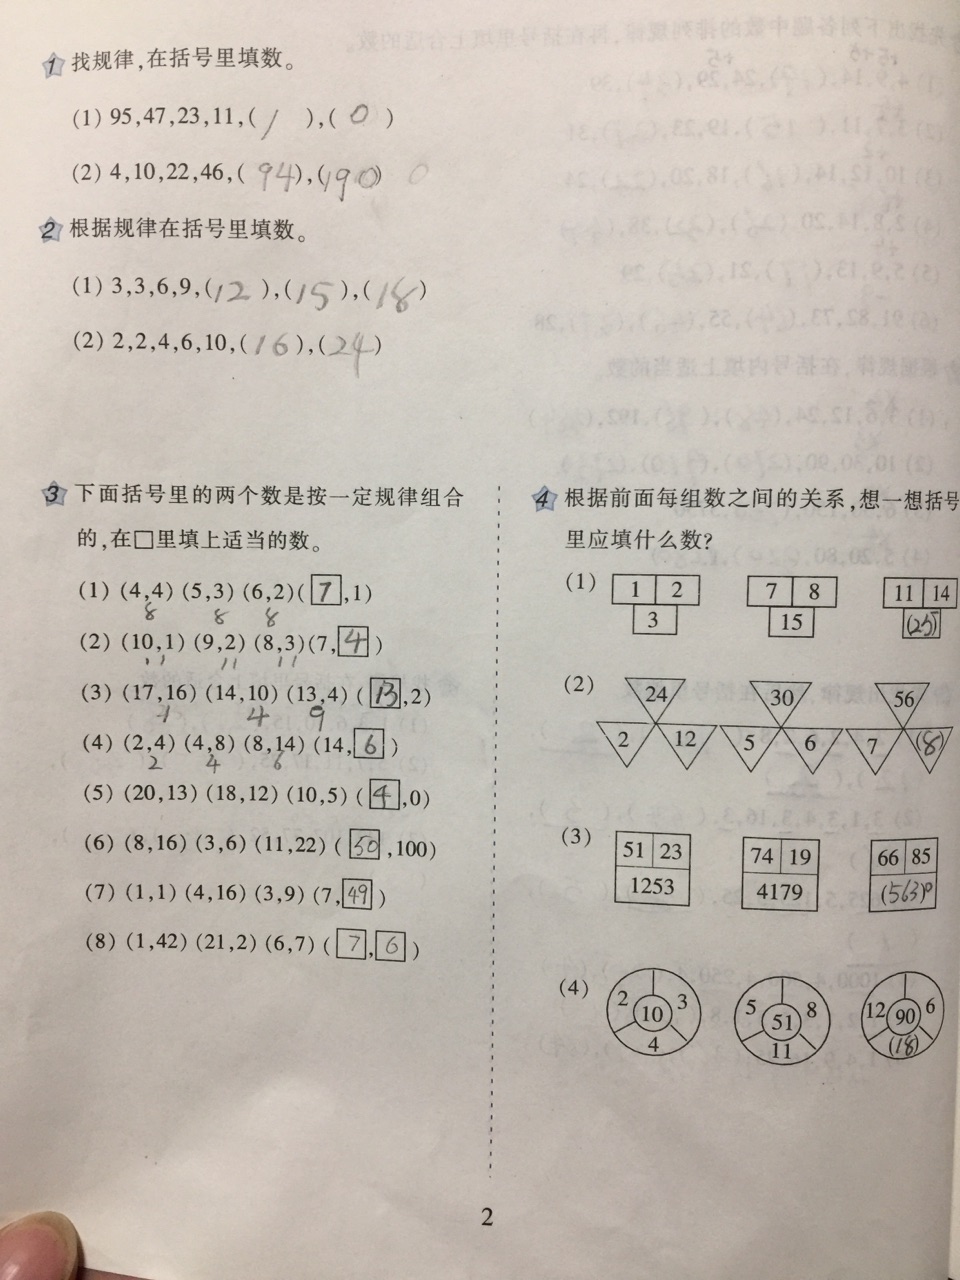 1 找规律,在括号里填数。
(1) 95,47,23,11,( / ),( 0 )
(2) 4,10,22,46,( 94),(190)
2 根据规律在括号里填数。
(1) 3,3,6,9,(12 ),(15 ),(18)
(2) 2,2,4,6,10,(16 ),(24)
3 下面括号里的两个数是按一定规律组合
的,在□里填上适当的数。
(1) (4,4) (5,3) (6,2)( 7 ,1)
8 8 8
(2) (10,1) (9,2) (8,3)(7, 4 )
11 11 11
(3) (17,16) (14,10) (13,4) ( 13 ,2)
1 4 9
(4) (2,4) (4,8) (8,14) (14, 6 )
2 4 6
(5) (20,13) (18,12) (10,5) ( 4 ,0)
(6) (8,16) (3,6) (11,22) ( 50 ,100)
(7) (1,1) (4,16) (3,9) (7, 49 )
(8) (1,42) (21,2) (6,7) ( 7 , 6 )
4 根据前面每组数之间的关系,想一想括号
里应填什么数?
(1) 1 2 7 8 11 14
3 15 (25)
(2) 24 30 56
2 12 5 6 7 (8)
(3) 51 23 74 19 66 85
1253 4179 (563)0
(4) 2 3 5 8 12 6
10 51 90
4 11 (18)
2